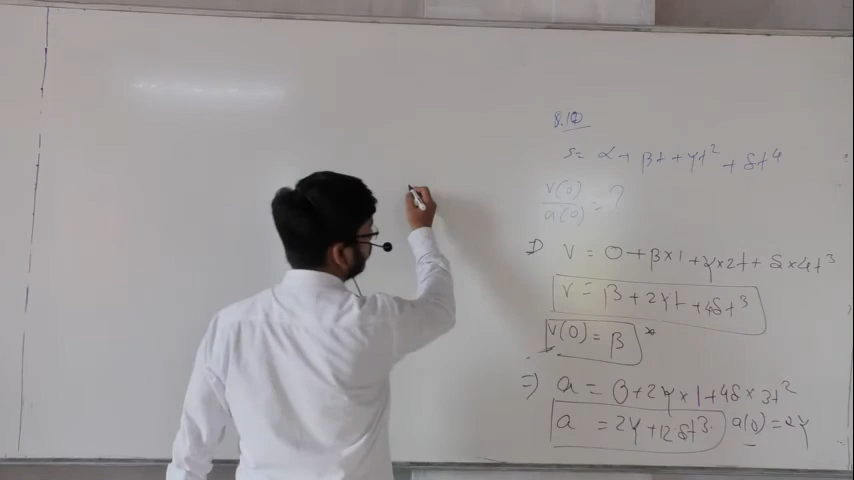 8.10
S = α + βt + γt² + δt⁴
v(0)/a(0) = ?
⇒ v = 0 + β×1 + γ×2t + δ×4t³
v = β + 2γt + 4δt³
v(0) = β *
⇒ a = 0 + 2γ×1 + 4δ×3t²
a = 2γ + 12δt³. a(0) = 2γ